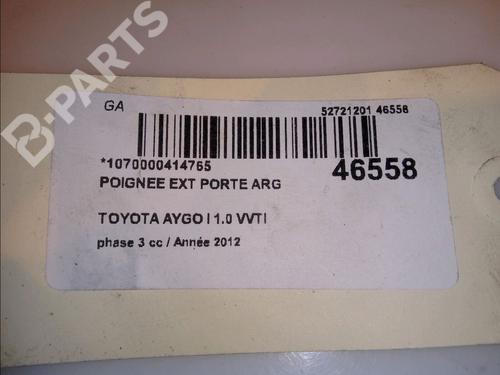 B-PARTS
GA
52721201 46558
*1070000414765
46558
POIGNEE EXT PORTE ARG
TOYOTA AYGO I 1.0 VVTI
phase 3 cc / Année 2012